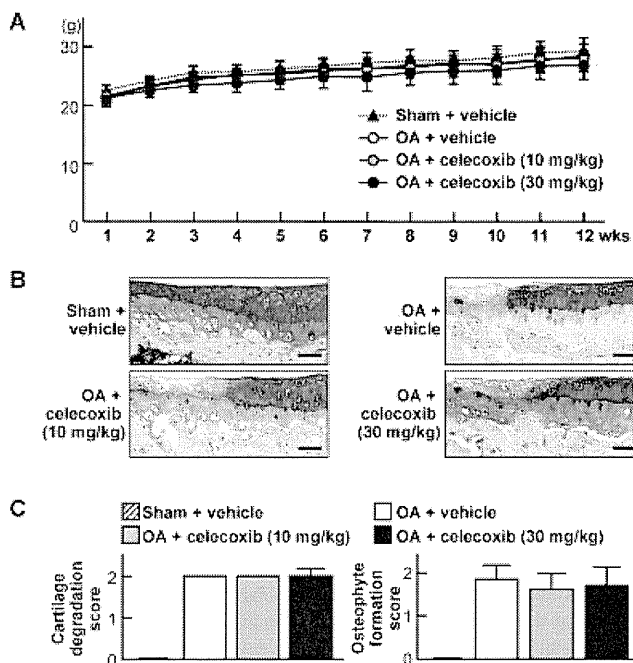 A
(g)
30
20
10
0
Sham + vehicle
OA + vehicle
OA + celecoxib (10 mg/kg)
OA + celecoxib (30 mg/kg)
1 2 3 4 5 6 7 8 9 10 11 12 wks
B
Sham +
vehicle
OA +
vehicle
OA +
celecoxib
(10 mg/kg)
OA +
celecoxib
(30 mg/kg)
C
Sham + vehicle
OA + vehicle
OA + celecoxib (10 mg/kg)
OA + celecoxib (30 mg/kg)
Cartilage
degradation
score
2
1
0
Osteophyte
formation
score
2
1
0